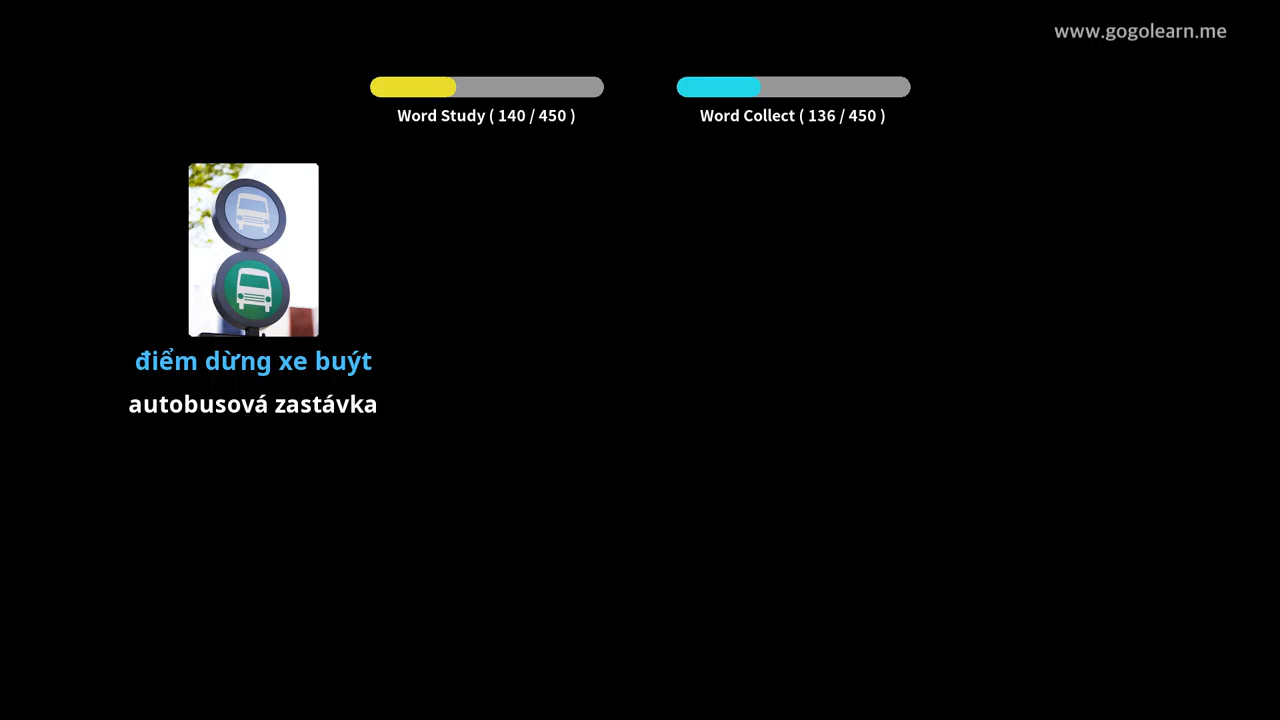 www.gogolearn.me
Word Study ( 140 / 450 )
Word Collect ( 136 / 450 )
điểm dừng xe buýt
autobusová zastávka